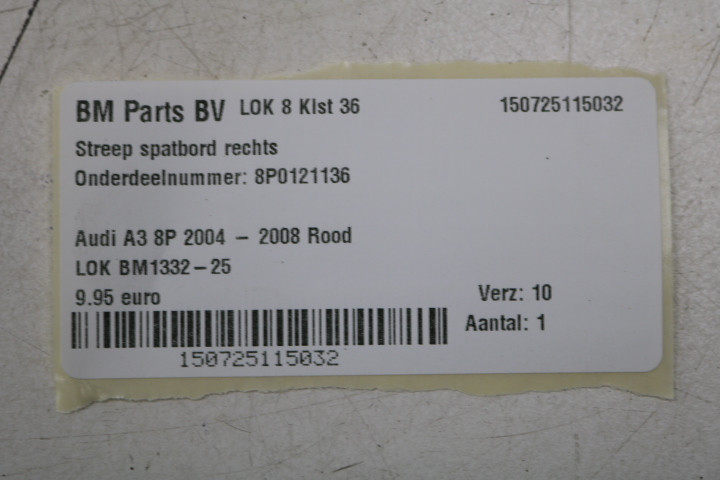 BM Parts BV LOK 8 Klst 36 150725115032
Streep spatbord rechts
Onderdeelnummer: 8P0121136
Audi A3 8P 2004 - 2008 Rood
LOK BM1332-25
9.95 euro Verz: 10
Aantal: 1
150725115032